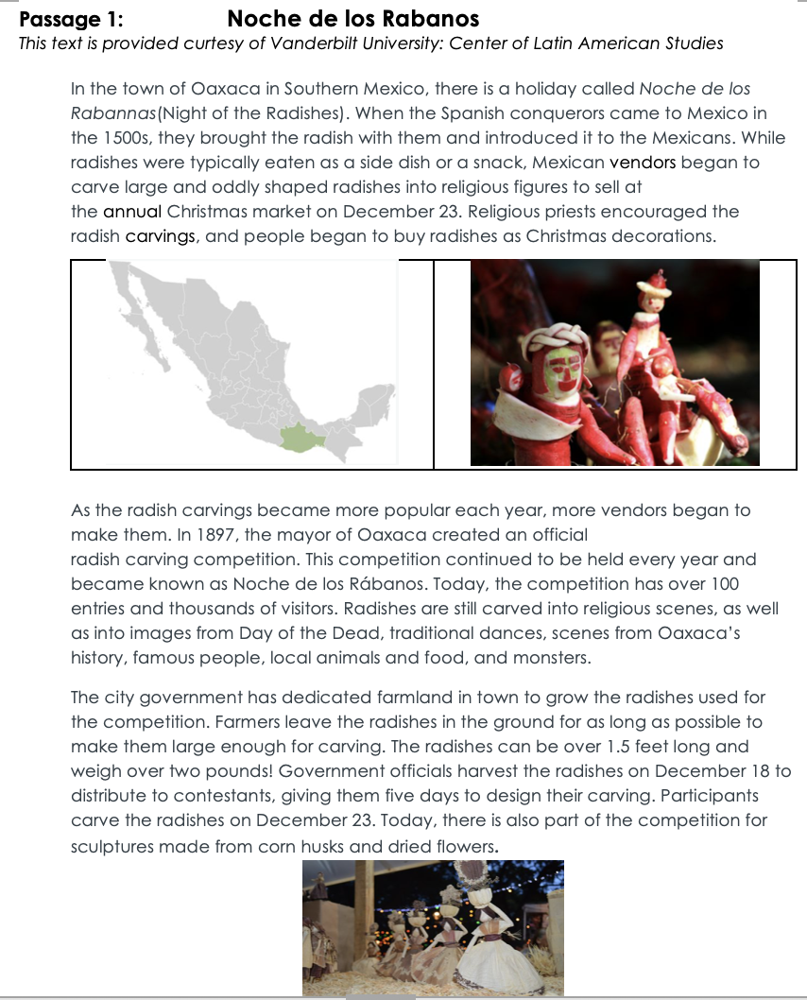 Passage 1: Noche de los Rabanos
This text is provided curtesy of Vanderbilt University: Center of Latin American Studies
In the town of Oaxaca in Southern Mexico, there is a holiday called Noche de los
Rabannas(Night of the Radishes). When the Spanish conquerors came to Mexico in
the 1500s, they brought the radish with them and introduced it to the Mexicans. While
radishes were typically eaten as a side dish or a snack, Mexican vendors began to
carve large and oddly shaped radishes into religious figures to sell at
the annual Christmas market on December 23. Religious priests encouraged the
radish carvings, and people began to buy radishes as Christmas decorations.
As the radish carvings became more popular each year, more vendors began to
make them. In 1897, the mayor of Oaxaca created an official
radish carving competition. This competition continued to be held every year and
became known as Noche de los Rábanos. Today, the competition has over 100
entries and thousands of visitors. Radishes are still carved into religious scenes, as well
as into images from Day of the Dead, traditional dances, scenes from Oaxaca’s
history, famous people, local animals and food, and monsters.
The city government has dedicated farmland in town to grow the radishes used for
the competition. Farmers leave the radishes in the ground for as long as possible to
make them large enough for carving. The radishes can be over 1.5 feet long and
weigh over two pounds! Government officials harvest the radishes on December 18 to
distribute to contestants, giving them five days to design their carving. Participants
carve the radishes on December 23. Today, there is also part of the competition for
sculptures made from corn husks and dried flowers.